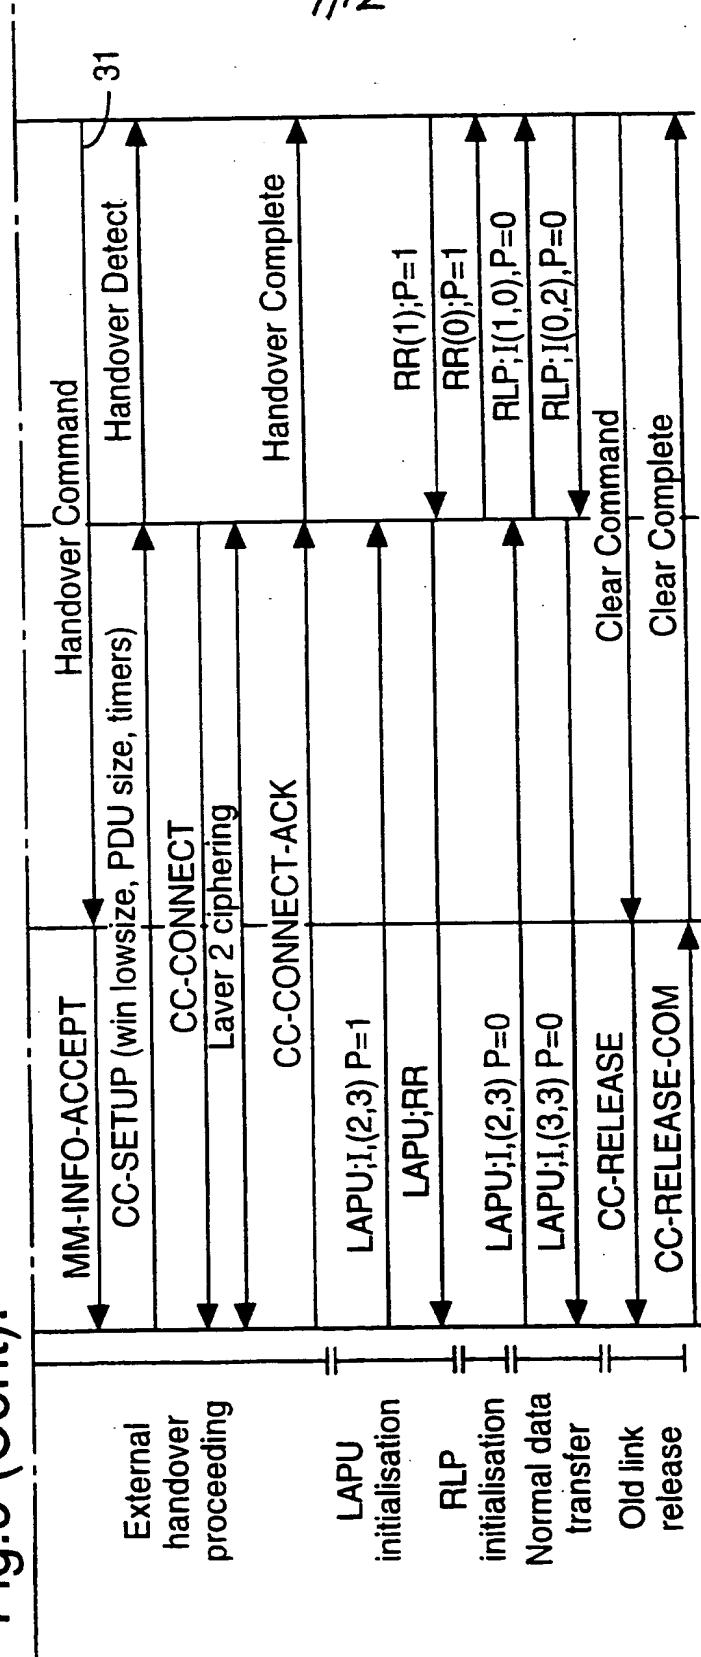 (Cont).
31
Handover Command
MM-INFO-ACCEPT
Handover Detect
CC-SETUP (win lowsize, PDU size, timers)
CC-CONNECT
Laver 2 ciphering
Handover Complete
CC-CONNECT-ACK
LAPU;I,(2,3) P=1
RR(1);P=1
LAPU;RR
RR(0);P=1
RLP;I(1,0),P=0
LAPU;I,(2,3) P=0
RLP;I(0,2),P=0
LAPU;I,(3,3) P=0
Clear Command
CC-RELEASE
Clear Complete
CC-RELEASE-COM
External
handover
proceeding
LAPU
initialisation
RLP
initialisation
Normal data
transfer
Old link
release